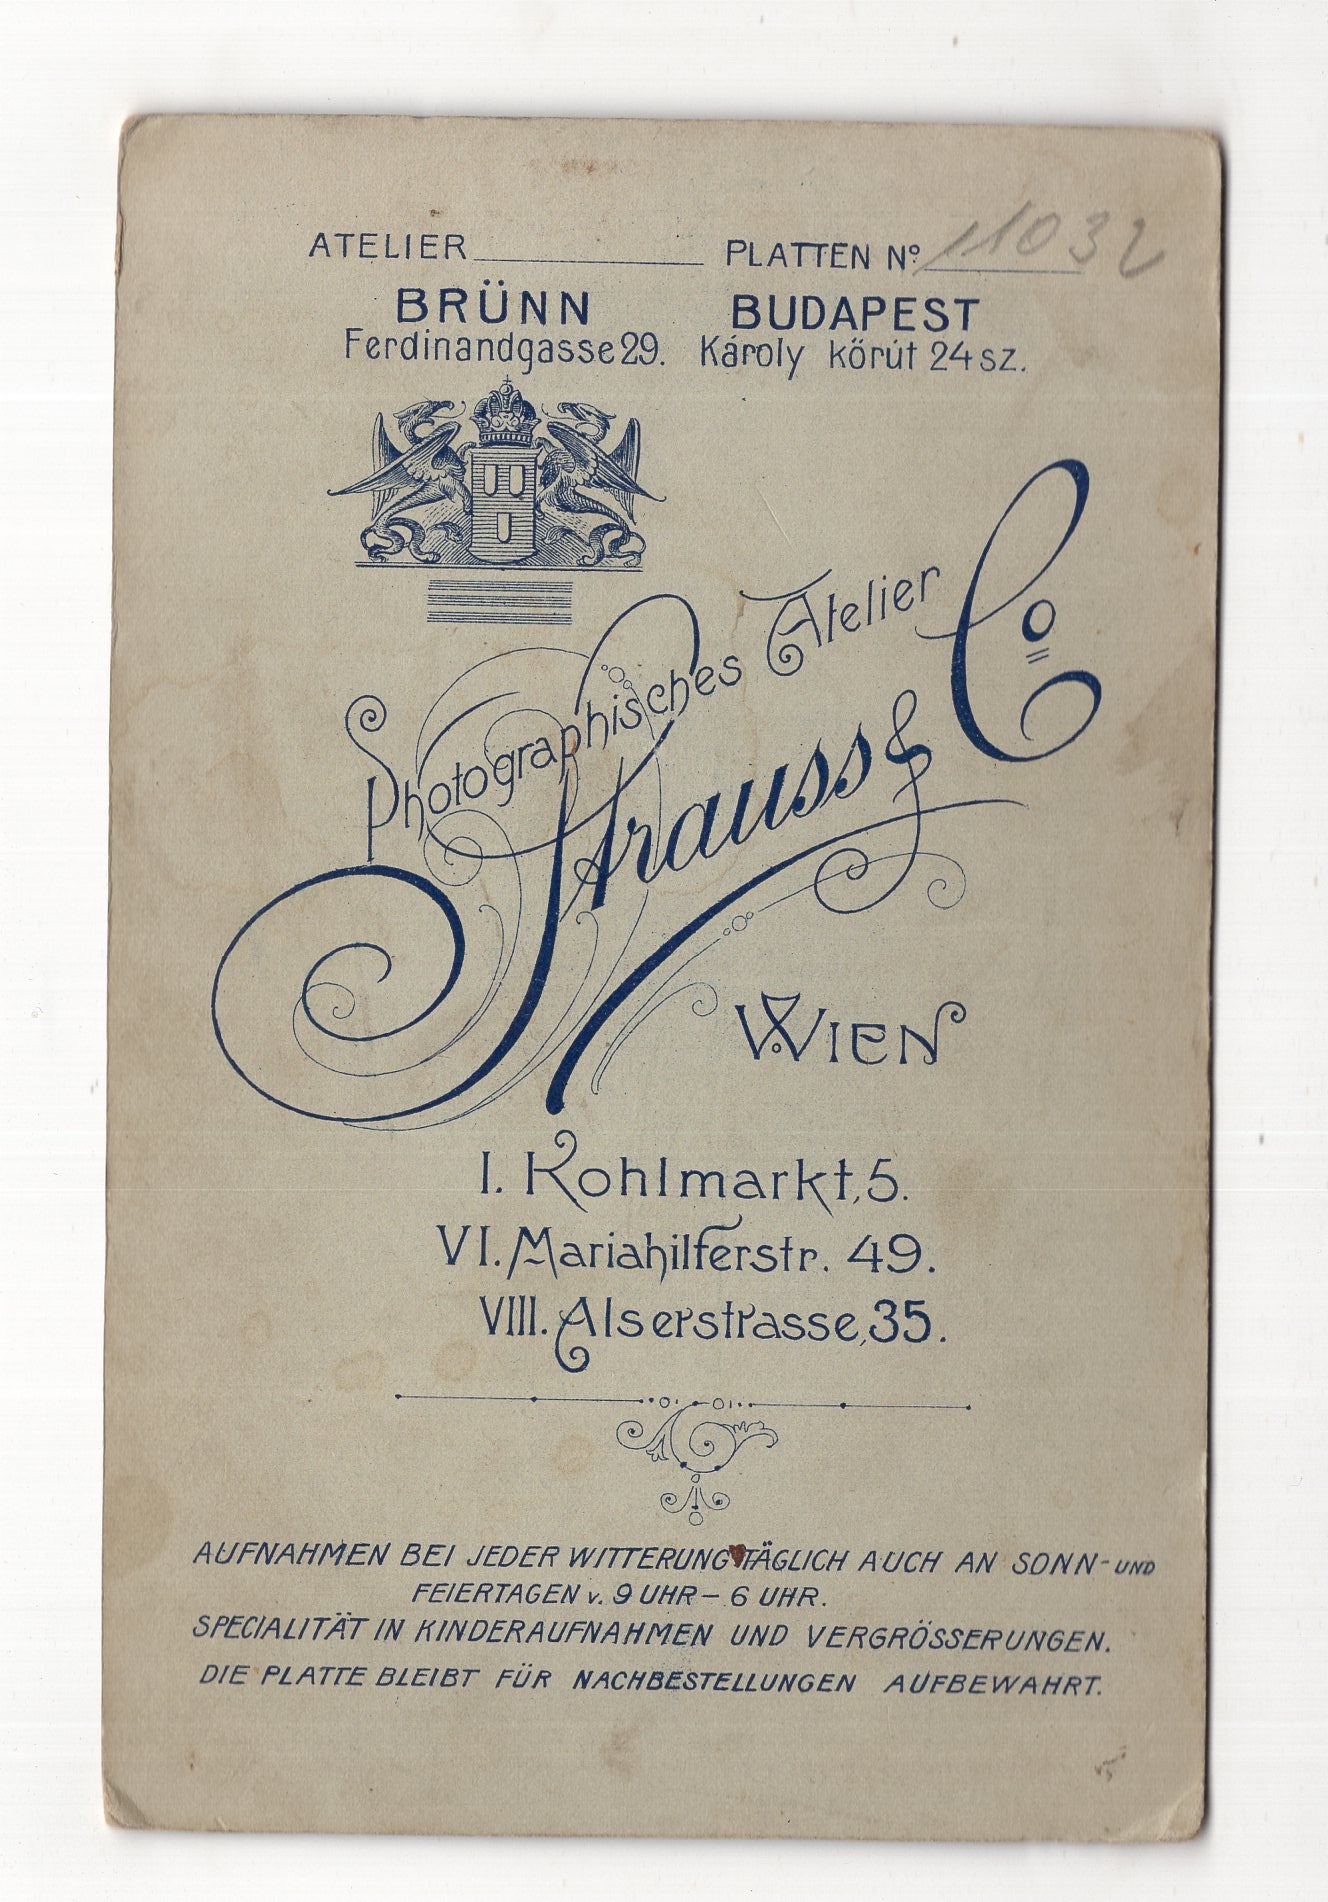 ATELIER PLATTEN Nº 11032
BRÜNN BUDAPEST
Ferdinandgasse 29. Károly körút 24 sz.
Photographisches Atelier
Strauss & Co
WIEN
I. Kohlmarkt, 5.
VI. Mariahilferstr. 49.
VIII. Alserstrasse, 35.
AUFNAHMEN BEI JEDER WITTERUNG TÄGLICH AUCH AN SONN- UND
FEIERTAGEN v. 9 UHR – 6 UHR.
SPECIALITÄT IN KINDERAUFNAHMEN UND VERGRÖSSERUNGEN.
DIE PLATTE BLEIBT FÜR NACHBESTELLUNGEN AUFBEWAHRT.